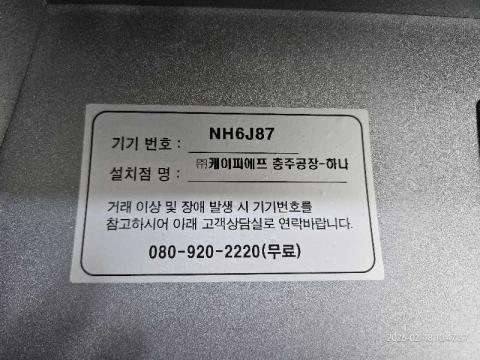 기기 번호 : NH6J87
설치점 명 : ㈜케이피에프 충주공장-하나
거래 이상 및 장애 발생 시 기기번호를
참고하시어 아래 고객상담실로 연락바랍니다.
080-920-2220(무료)